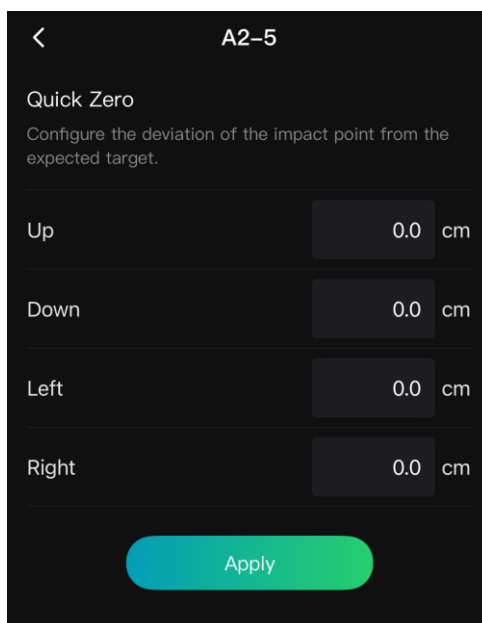 A2-5
Quick Zero
Configure the deviation of the impact point from the
expected target.
Up 0.0 cm
Down 0.0 cm
Left 0.0 cm
Right 0.0 cm
Apply